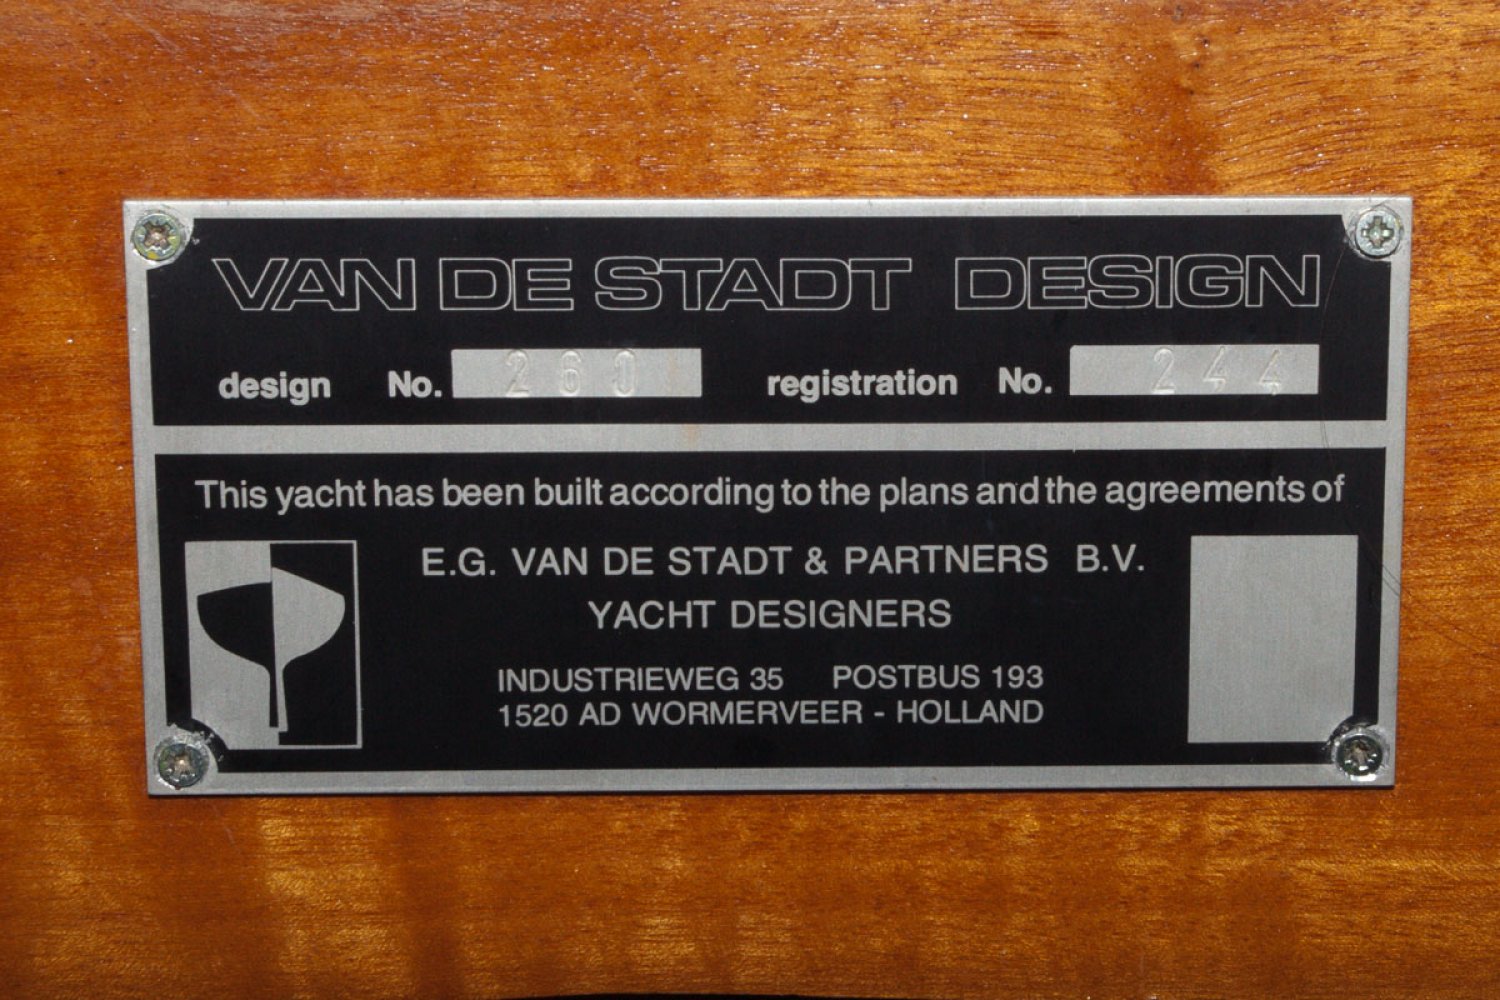 VAN DE STADT DESIGN
design No. 260 registration No. 244
This yacht has been built according to the plans and the agreements of
E.G. VAN DE STADT & PARTNERS B.V.
YACHT DESIGNERS
INDUSTRIEWEG 35 POSTBUS 193
1520 AD WORMERVEER - HOLLAND